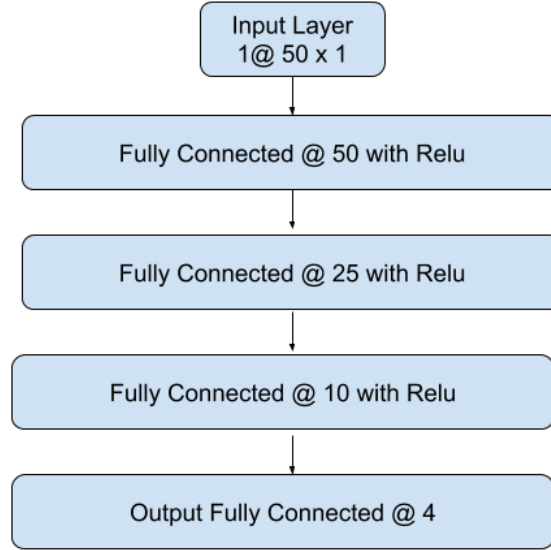 Input Layer
1@ 50 x 1
Fully Connected @ 50 with Relu
Fully Connected @ 25 with Relu
Fully Connected @ 10 with Relu
Output Fully Connected @ 4